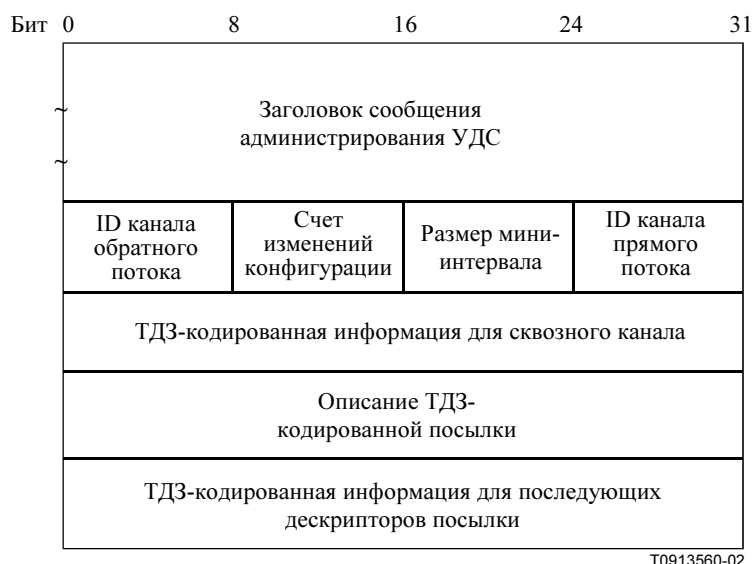 Бит 0 8 16 24 31
~
Заголовок сообщения
администрирования УДС
~
ID канала
обратного
потока
Счет
изменений
конфигурации
Размер мини-
интервала
ID канала
прямого
потока
ТДЗ-кодированная информация для сквозного канала
Описание ТДЗ-
кодированной посылки
ТДЗ-кодированная информация для последующих
дескрипторов посылки
T0913560-02